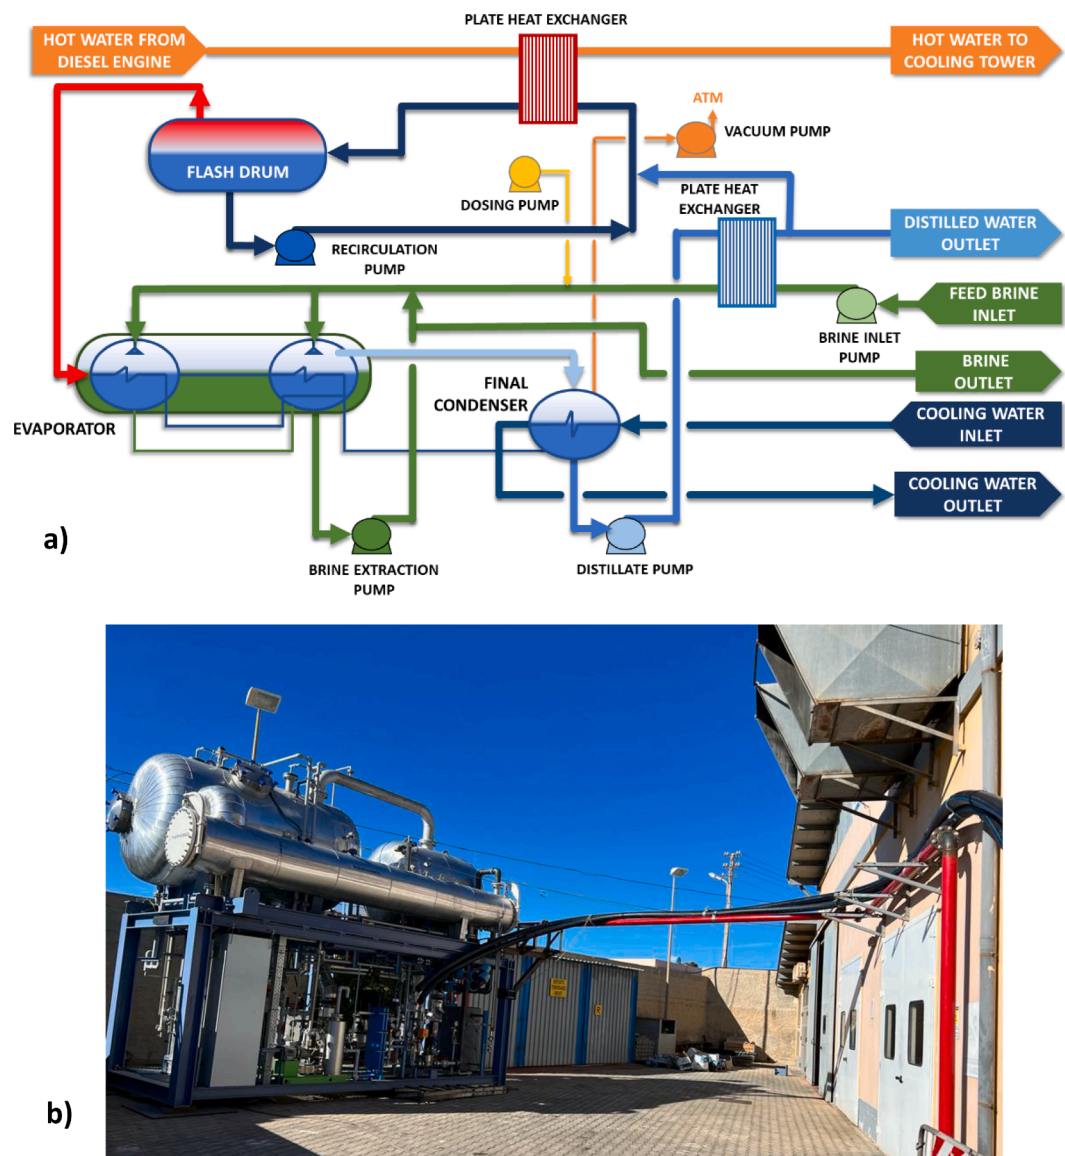 PLATE HEAT EXCHANGER
HOT WATER FROM
DIESEL ENGINE
HOT WATER TO
COOLING TOWER
ATM
VACUUM PUMP
FLASH DRUM
DOSING PUMP
PLATE HEAT
EXCHANGER
DISTILLED WATER
OUTLET
RECIRCULATION
PUMP
FEED BRINE
INLET
BRINE INLET
PUMP
BRINE
OUTLET
FINAL
CONDENSER
EVAPORATOR
COOLING WATER
INLET
COOLING WATER
OUTLET
a)
BRINE EXTRACTION
PUMP
DISTILLATE PUMP
b)